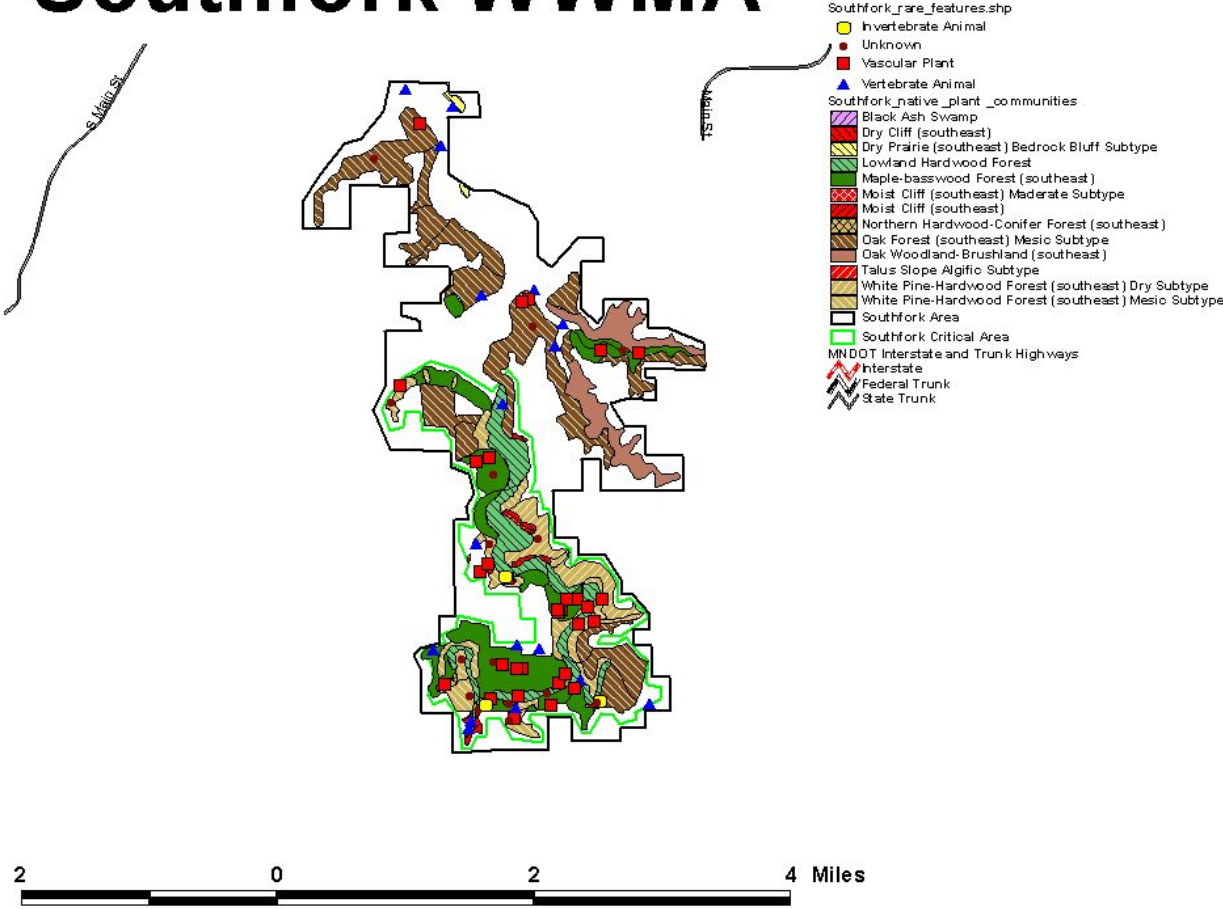 Southfork WWMA
Southfork_rare_features.shp
Invertebrate Animal
Unknown
Vascular Plant
Vertebrate Animal
Southfork_native_plant _communities
Black Ash Swamp
Dry Cliff (southeast)
Dry Prairie (southeast) Bedrock Bluff Subtype
Lowland Hardwood Forest
Maple-basswood Forest (southeast)
Moist Cliff (southeast) Maderate Subtype
Moist Cliff (southeast)
Northern Hardwood-Conifer Forest (southeast)
Oak Forest (southeast) Mesic Subtype
Oak Woodland-Brushland (southeast)
Talus Slope Algific Subtype
White Pine-Hardwood Forest (southeast) Dry Subtype
White Pine-Hardwood Forest (southeast) Mesic Subtype
Southfork Area
Southfork Critical Area
MNDOT Interstate and Trunk Highways
Interstate
Federal Trunk
State Trunk
S Main St
Main St
2 0 2 4 Miles